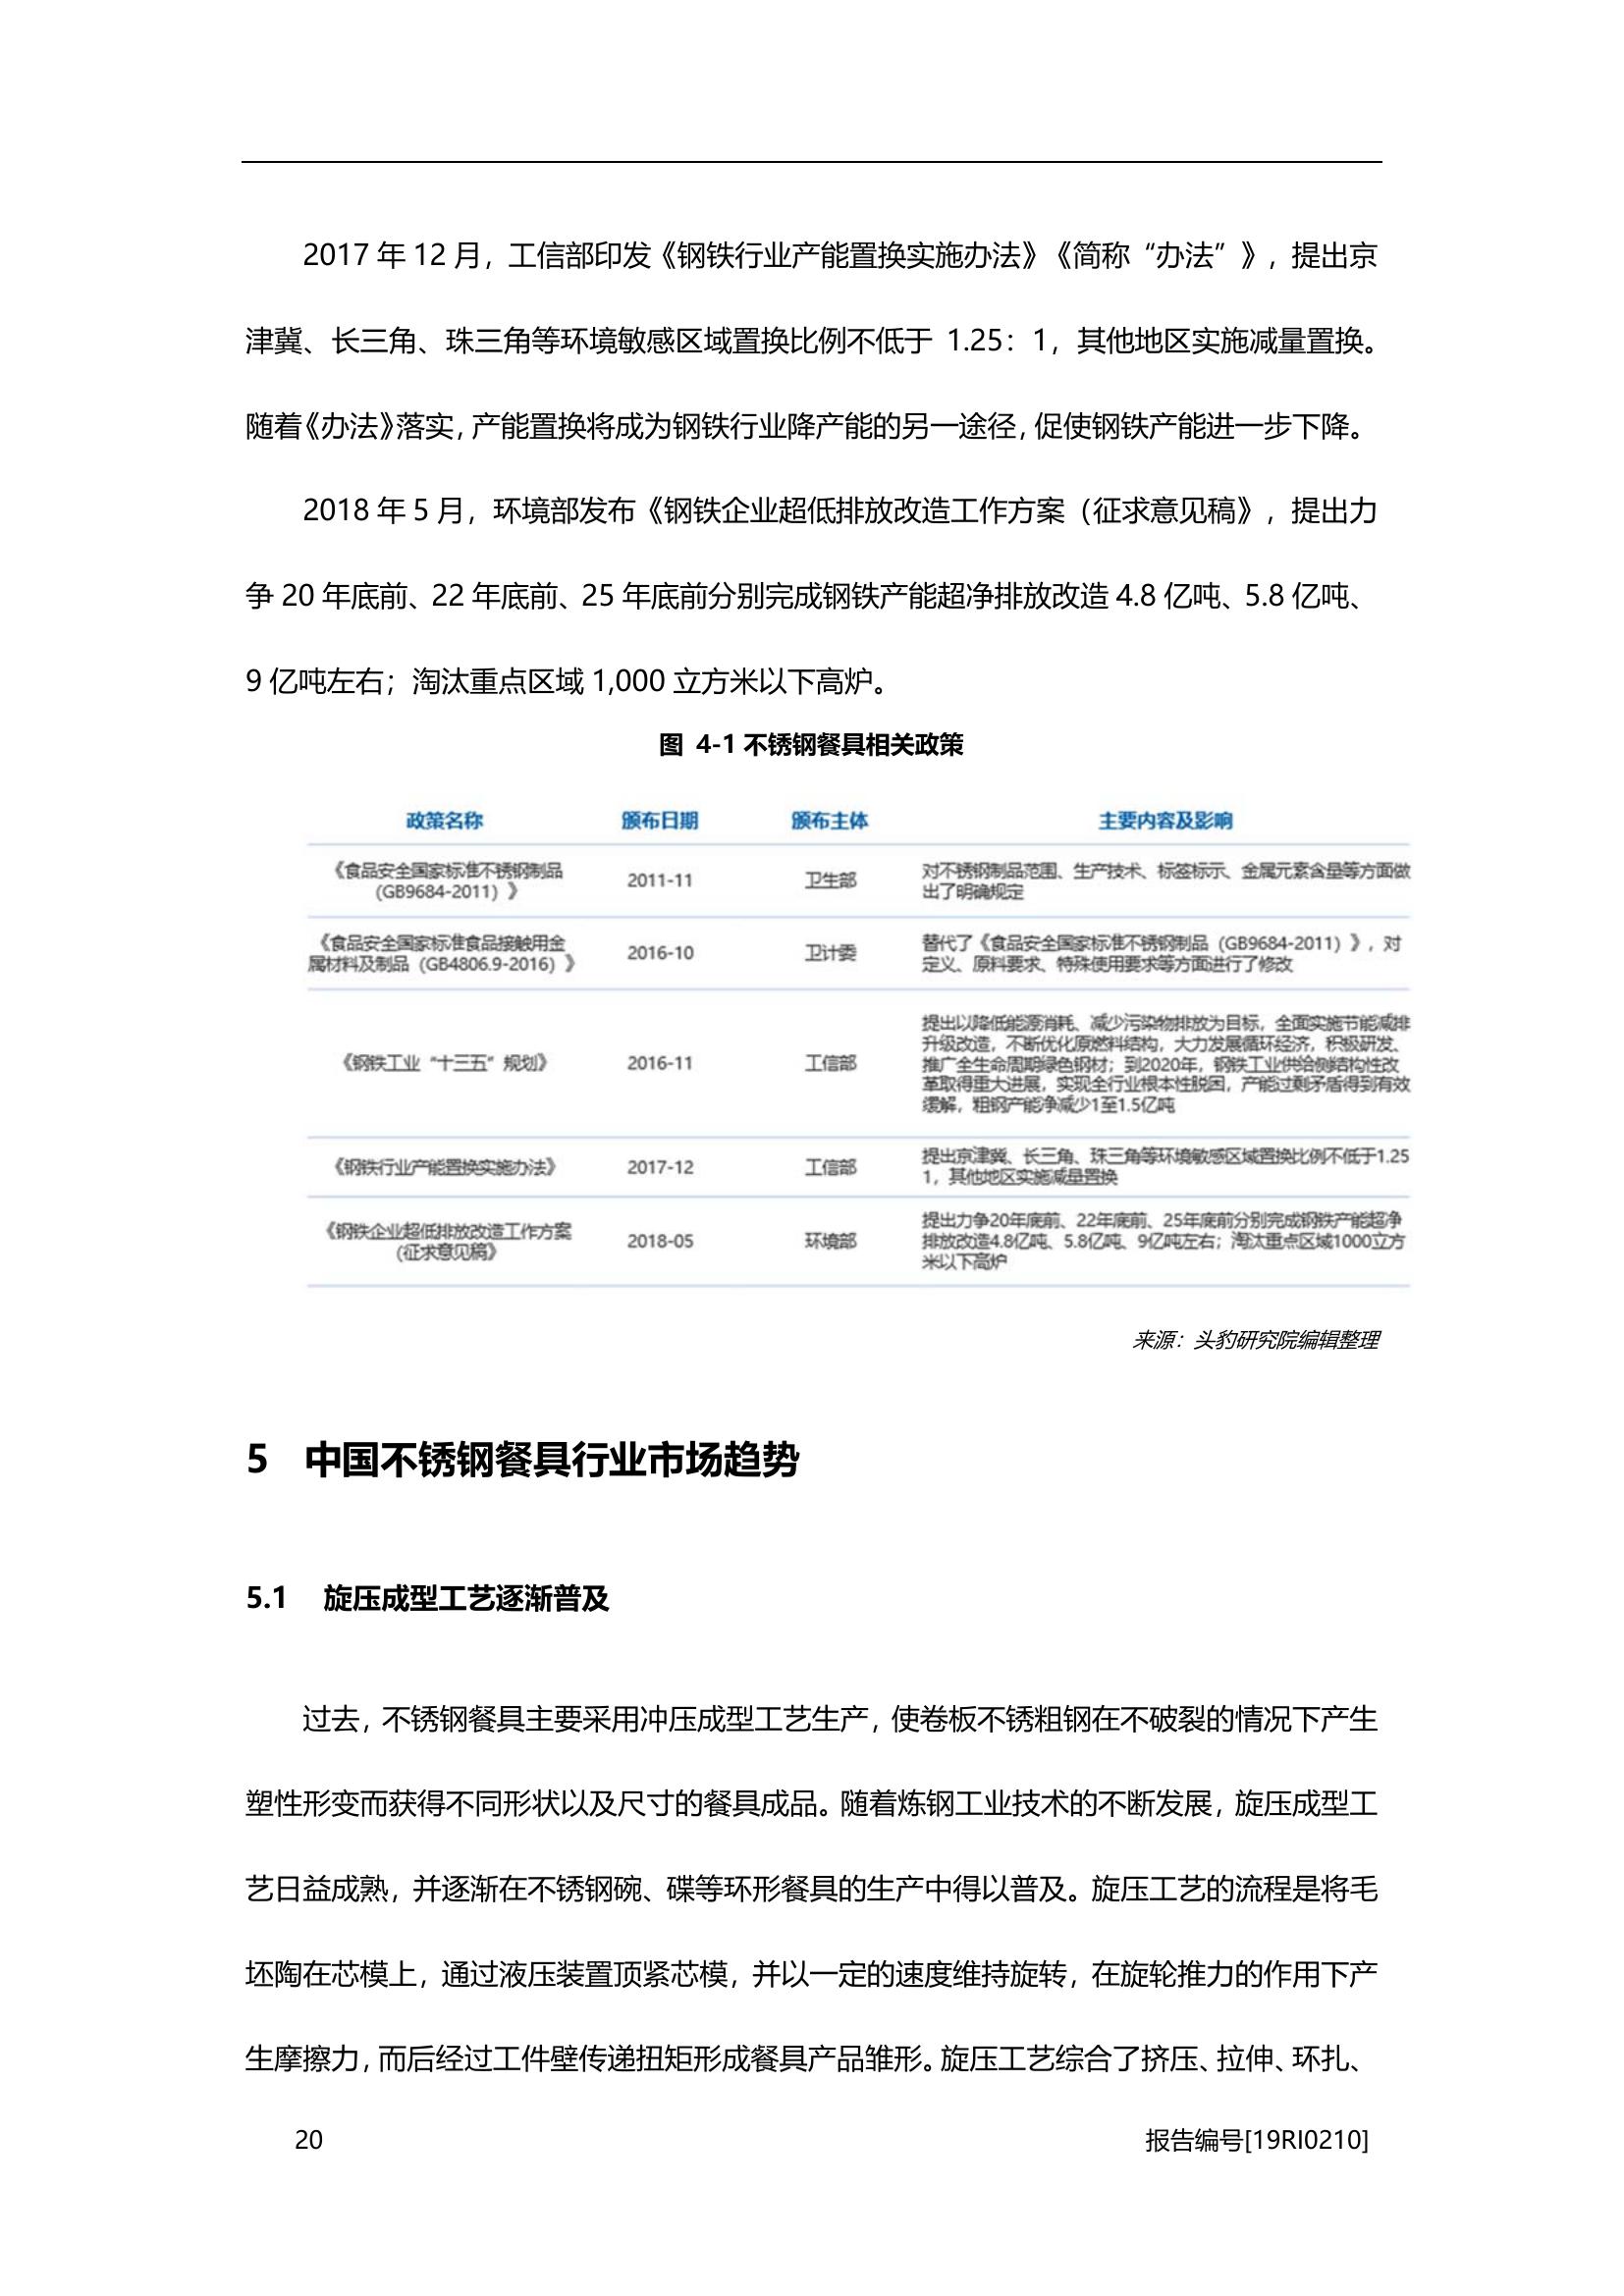 2017 年 12 月，工信部印发《钢铁行业产能置换实施办法》《简称“办法”》，提出京
津冀、长三角、珠三角等环境敏感区域置换比例不低于 1.25：1，其他地区实施减量置换。
随着《办法》落实，产能置换将成为钢铁行业降产能的另一途径，促使钢铁产能进一步下降。
2018 年 5 月，环境部发布《钢铁企业超低排放改造工作方案（征求意见稿》，提出力
争 20 年底前、22 年底前、25 年底前分别完成钢铁产能超净排放改造 4.8 亿吨、5.8 亿吨、
9 亿吨左右；淘汰重点区域 1,000 立方米以下高炉。
图 4-1 不锈钢餐具相关政策
政策名称 颁布日期 颁布主体 主要内容及影响
《食品安全国家标准不锈钢制品
（GB9684-2011）》
2011-11 卫生部
对不锈钢制品范围、生产技术、标签标示、金属元素含量等方面做
出了明确规定
《食品安全国家标准食品接触用金
属材料及制品（GB4806.9-2016）》
2016-10 卫计委
替代了《食品安全国家标准不锈钢制品（GB9684-2011）》，对
定义、原料要求、特殊使用要求等方面进行了修改
《钢铁工业“十三五”规划》 2016-11 工信部
提出以降低能源消耗、减少污染物排放为目标，全面实施节能减排
升级改造，不断优化原燃料结构，大力发展循环经济，积极研发、
推广全生命周期绿色钢材；到2020年，钢铁工业供给侧结构性改
革取得重大进展，实现全行业根本性脱困，产能过剩矛盾得到有效
缓解，粗钢产能净减少1至1.5亿吨
《钢铁行业产能置换实施办法》 2017-12 工信部
提出京津冀、长三角、珠三角等环境敏感区域置换比例不低于1.25
1，其他地区实施减量置换
《钢铁企业超低排放改造工作方案
（征求意见稿》
2018-05 环境部
提出力争20年底前、22年底前、25年底前分别完成钢铁产能超净
排放改造4.8亿吨、5.8亿吨、9亿吨左右；淘汰重点区域1000立方
米以下高炉
来源：头豹研究院编辑整理
5 中国不锈钢餐具行业市场趋势
5.1 旋压成型工艺逐渐普及
过去，不锈钢餐具主要采用冲压成型工艺生产，使卷板不锈粗钢在不破裂的情况下产生
塑性形变而获得不同形状以及尺寸的餐具成品。随着炼钢工业技术的不断发展，旋压成型工
艺日益成熟，并逐渐在不锈钢碗、碟等环形餐具的生产中得以普及。旋压工艺的流程是将毛
坯陶在芯模上，通过液压装置顶紧芯模，并以一定的速度维持旋转，在旋轮推力的作用下产
生摩擦力，而后经过工件壁传递扭矩形成餐具产品雏形。旋压工艺综合了挤压、拉伸、环扎、
20 报告编号[19RI0210]